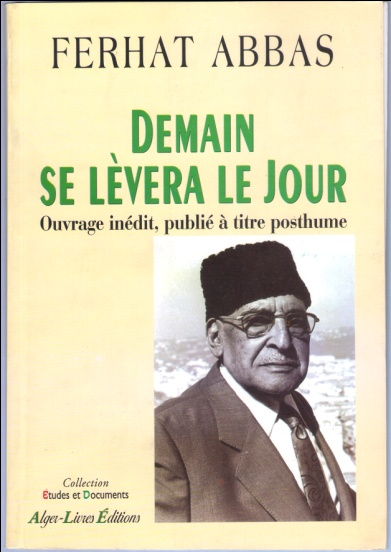 FERHAT ABBAS
DEMAIN
SE LÈVERA LE JOUR
Ouvrage inédit, publié à titre posthume
Collection
Études et Documents
Alger-Livres Éditions